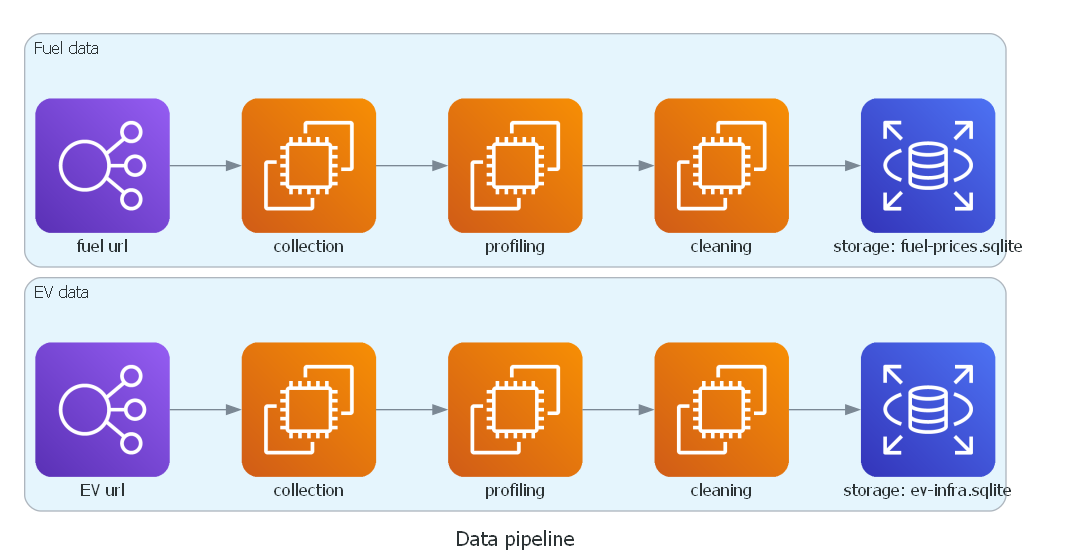 Fuel data
fuel url
collection
profiling
cleaning
storage: fuel-prices.sqlite
EV data
EV url
collection
profiling
cleaning
storage: ev-infra.sqlite
Data pipeline